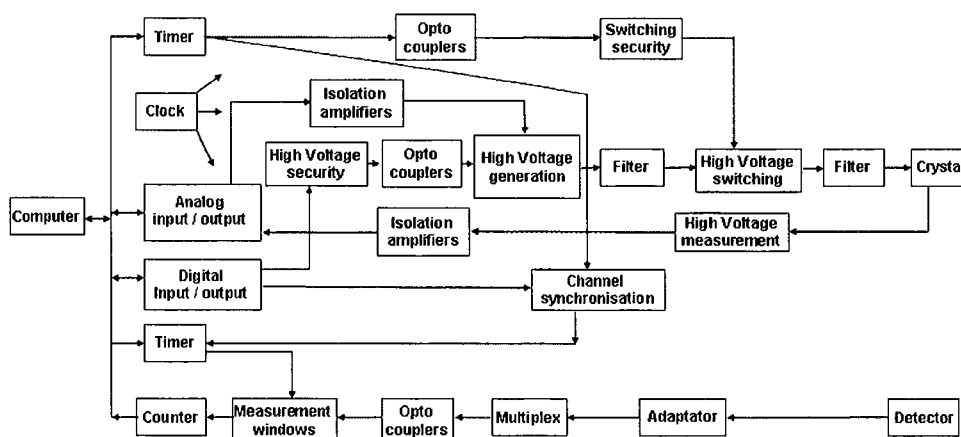 Timer
Opto
couplers
Switching
security
Clock
Isolation
amplifiers
High Voltage
security
Opto
couplers
High Voltage
generation
Filter
High Voltage
switching
Filter
Crysta
Computer
Analog
input / output
Isolation
amplifiers
High Voltage
measurement
Digital
Input / output
Channel
synchronisation
Timer
Counter
Measurement
windows
Opto
couplers
Multiplex
Adaptator
Detector